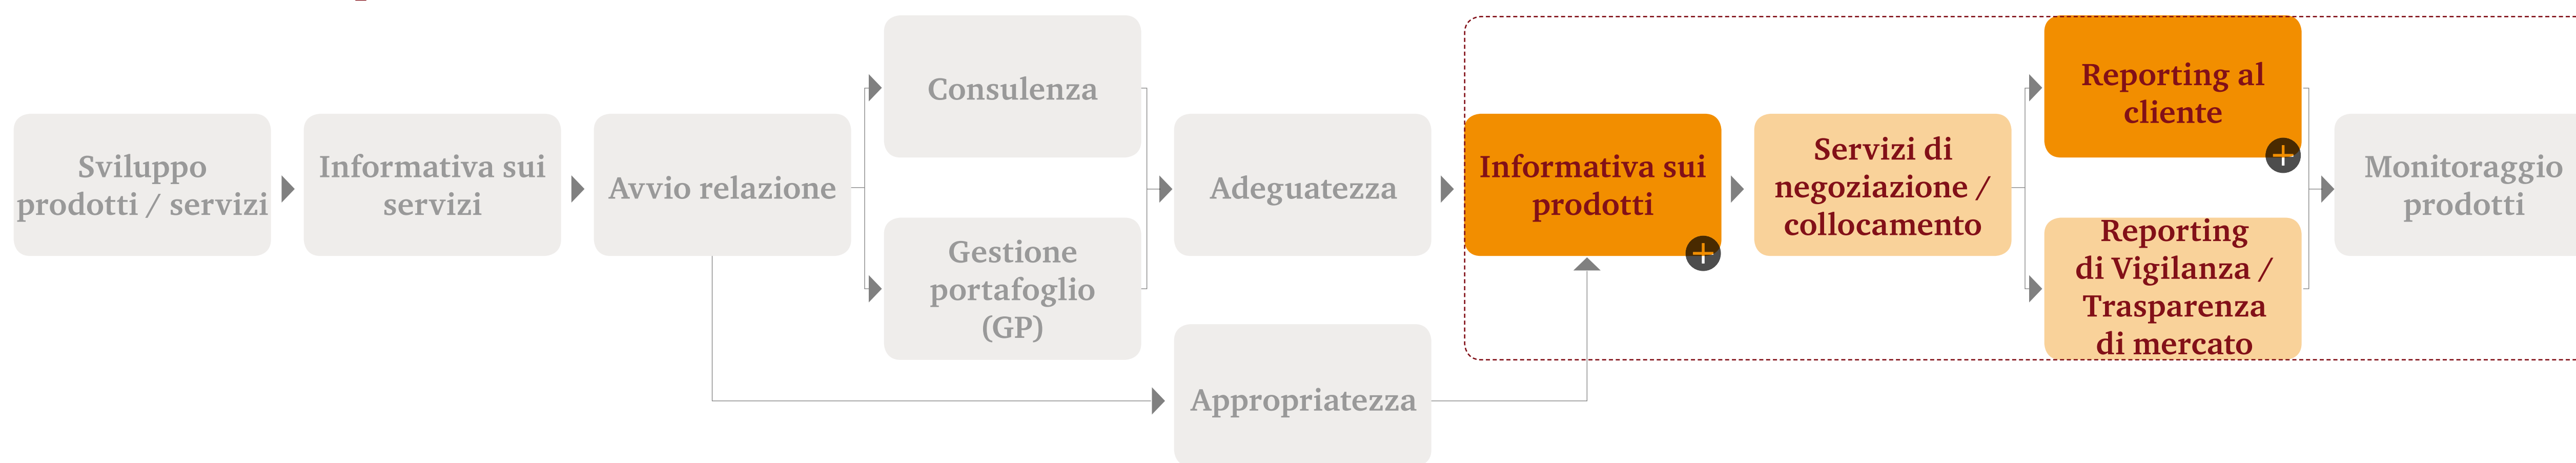 Sviluppo
prodotti / servizi
Informativa sui
servizi
Avvio relazione
Consulenza
Gestione
portafoglio
(GP)
Adeguatezza
Appropriatezza
Informativa sui
prodotti
Servizi di
negoziazione /
collocamento
Reporting al
cliente
Reporting
di Vigilanza /
Trasparenza
di mercato
Monitoraggio
prodotti